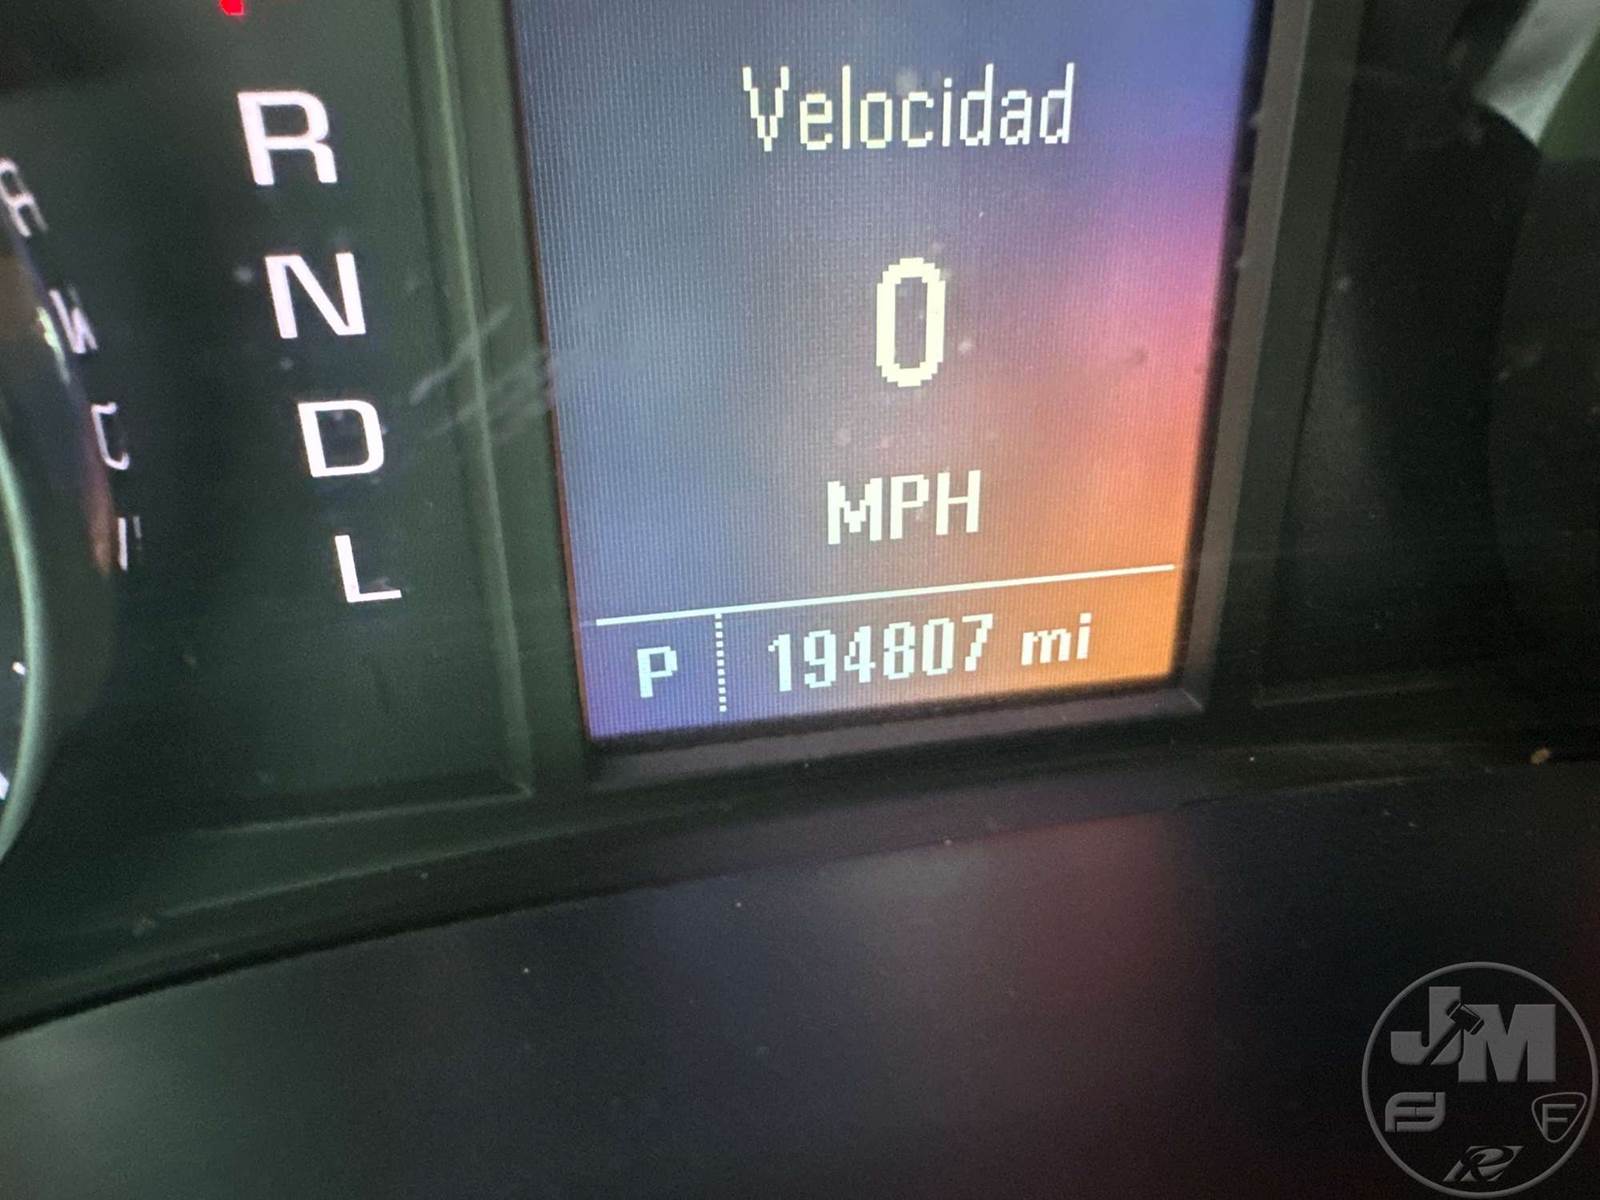 R
N
D
L
Velocidad
0
MPH
P 194807 mi
JM
F